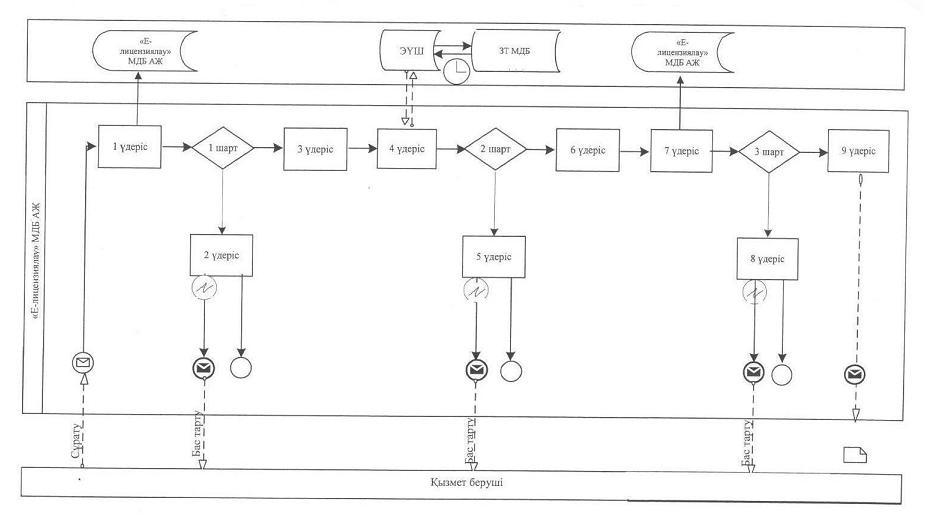 «Е-
лицензиялау»
МДБ АЖ
ЭҮШ
ЗТ МДБ
«Е-
лицензиялау»
МДБ АЖ
1 үдеріс
1 шарт
3 үдеріс
4 үдеріс
2 шарт
6 үдеріс
7 үдеріс
3 шарт
9 үдеріс
2 үдеріс
5 үдеріс
8 үдеріс
«Е-лицензиялау» МДБ АЖ
Сұрату
Бас тарту
Бас тарту
Бас тарту
Қызмет беруші